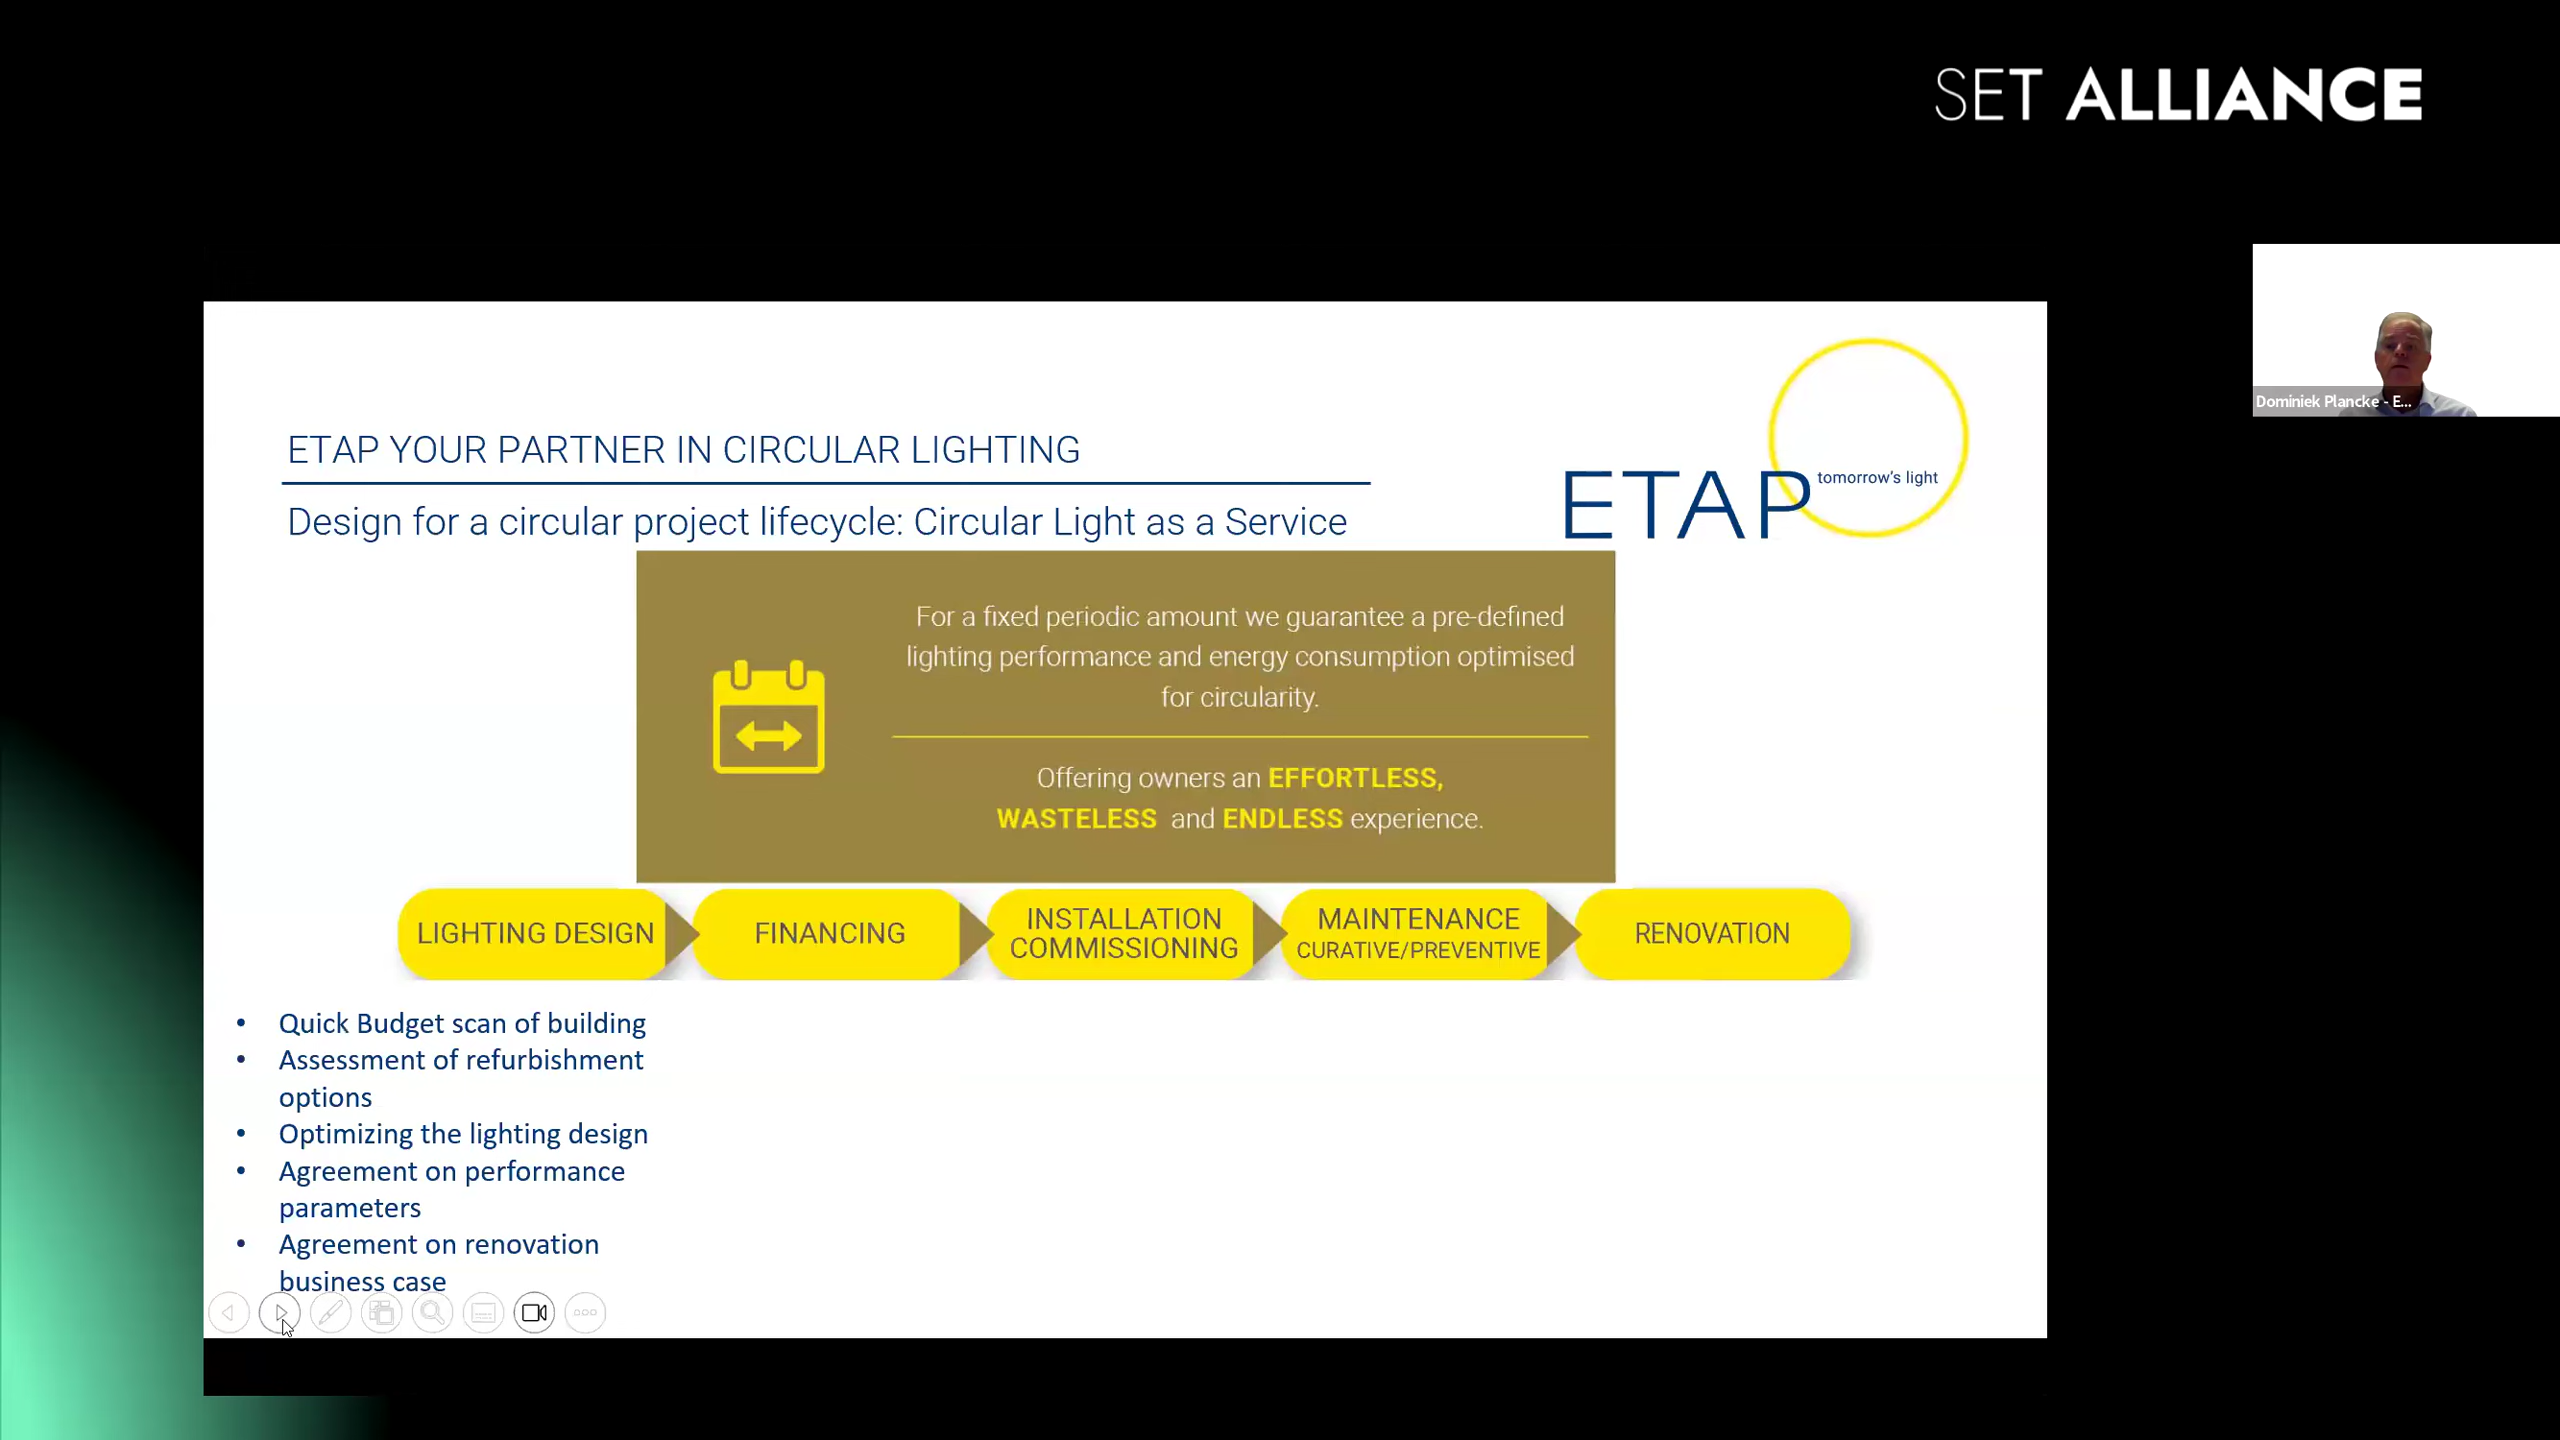 SET ALLIANCE
Dominiek Plancke - E...
ETAP YOUR PARTNER IN CIRCULAR LIGHTING
Design for a circular project lifecycle: Circular Light as a Service
ETAP tomorrow's light
For a fixed periodic amount we guarantee a pre-defined
lighting performance and energy consumption optimised
for circularity.
Offering owners an EFFORTLESS,
WASTELESS and ENDLESS experience.
LIGHTING DESIGN
FINANCING
INSTALLATION
COMMISSIONING
MAINTENANCE
CURATIVE/PREVENTIVE
RENOVATION
• Quick Budget scan of building
• Assessment of refurbishment
options
• Optimizing the lighting design
• Agreement on performance
parameters
• Agreement on renovation
business case